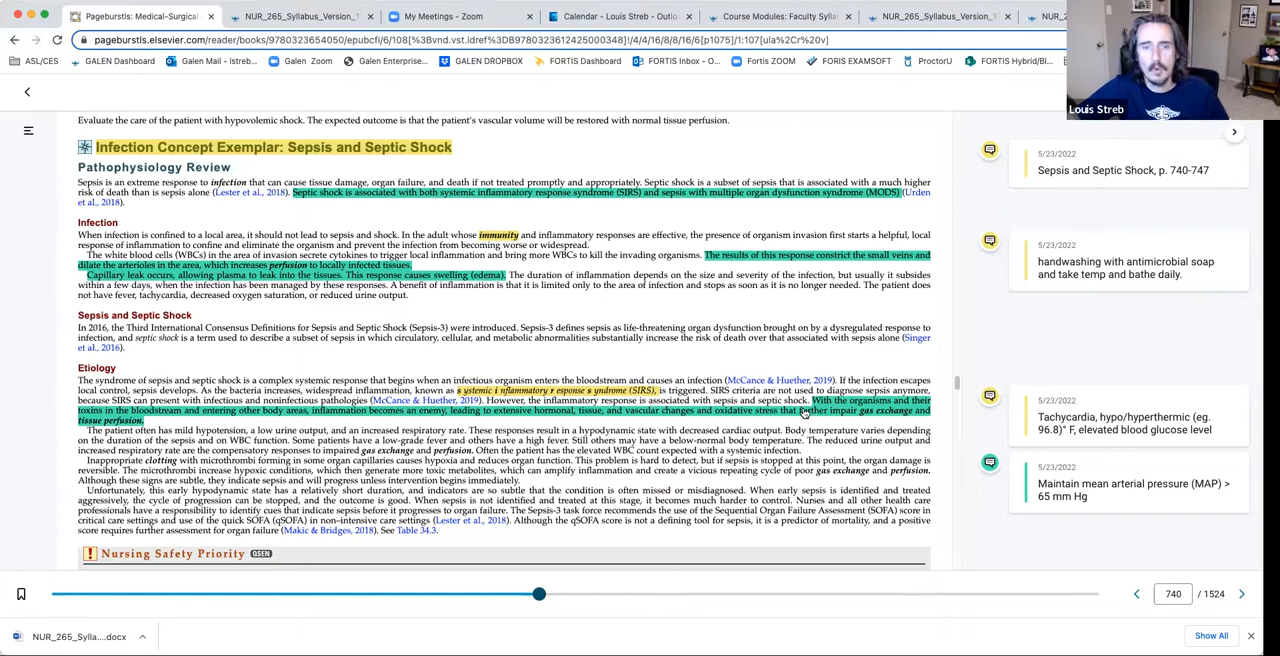 Pageburstls: Medical-Surgical
NUR_265_Syllabus_Version_1
My Meetings - Zoom
Calendar - Louis Streb - Outlo
Course Modules: Faculty Sylla
NUR_265_Syllabus_Version_1
NUR_2
pageburstls.elsevier.com/reader/books/9780323654050/epubcfi/6/108[%3Bvnd.vst.idref%3DB9780323612425000348]!/4/4/16/8/8/16/6[p1075]/1:107[ula%2Cr%20v]
ASL/CES
GALEN Dashboard
Galen Mail - lstreb...
Galen Zoom
Galen Enterprise...
GALEN DROPBOX
FORTIS Dashboard
FORTIS Inbox - O...
Fortis ZOOM
FORIS EXAMSOFT
ProctorU
FORTIS Hybrid/Bl...
Louis Streb
Evaluate the care of the patient with hypovolemic shock. The expected outcome is that the patient's vascular volume will be restored with normal tissue perfusion.
Infection Concept Exemplar: Sepsis and Septic Shock
Pathophysiology Review
Sepsis is an extreme response to infection that can cause tissue damage, organ failure, and death if not treated promptly and appropriately. Septic shock is a subset of sepsis that is associated with a much higher
risk of death than is sepsis alone (Lester et al., 2018). Septic shock is associated with both systemic inflammatory response syndrome (SIRS) and sepsis with multiple organ dysfunction syndrome (MODS) (Urden
et al., 2018).
Infection
When infection is confined to a local area, it should not lead to sepsis and shock. In the adult whose immunity and inflammatory responses are effective, the presence of organism invasion first starts a helpful, local
response of inflammation to confine and eliminate the organism and prevent the infection from becoming worse or widespread.
The white blood cells (WBCs) in the area of invasion secrete cytokines to trigger local inflammation and bring more WBCs to kill the invading organisms. The results of this response constrict the small veins and
dilate the arterioles in the area, which increases perfusion to locally infected tissues.
Capillary leak occurs, allowing plasma to leak into the tissues. This response causes swelling (edema). The duration of inflammation depends on the size and severity of the infection, but usually it subsides
within a few days, when the infection has been managed by these responses. A benefit of inflammation is that it is limited only to the area of infection and stops as soon as it is no longer needed. The patient does
not have fever, tachycardia, decreased oxygen saturation, or reduced urine output.
Sepsis and Septic Shock
In 2016, the Third International Consensus Definitions for Sepsis and Septic Shock (Sepsis-3) were introduced. Sepsis-3 defines sepsis as life-threatening organ dysfunction brought on by a dysregulated response to
infection, and septic shock is a term used to describe a subset of sepsis in which circulatory, cellular, and metabolic abnormalities substantially increase the risk of death over that associated with sepsis alone (Singer
et al., 2016).
Etiology
The syndrome of sepsis and septic shock is a complex systemic response that begins when an infectious organism enters the bloodstream and causes an infection (McCance & Huether, 2019). If the infection escapes
local control, sepsis develops. As the bacteria increases, widespread inflammation, known as s ystemic i nflammatory r esponse s yndrome (SIRS), is triggered. SIRS criteria are not used to diagnose sepsis anymore,
because SIRS can present with infectious and noninfectious pathologies (McCance & Huether, 2019). However, the inflammatory response is associated with sepsis and septic shock. With the organisms and their
toxins in the bloodstream and entering other body areas, inflammation becomes an enemy, leading to extensive hormonal, tissue, and vascular changes and oxidative stress that further impair gas exchange and
tissue perfusion.
The patient often has mild hypotension, a low urine output, and an increased respiratory rate. These responses result in a hypodynamic state with decreased cardiac output. Body temperature varies depending
on the duration of the sepsis and on WBC function. Some patients have a low-grade fever and others have a high fever. Still others may have a below-normal body temperature. The reduced urine output and
increased respiratory rate are the compensatory responses to impaired gas exchange and perfusion. Often the patient has the elevated WBC count expected with a systemic infection.
Inappropriate clotting with microthrombi forming in some organ capillaries causes hypoxia and reduces organ function. This problem is hard to detect, but if sepsis is stopped at this point, the organ damage is
reversible. The microthrombi increase hypoxic conditions, which then generate more toxic metabolites, which can amplify inflammation and create a vicious repeating cycle of poor gas exchange and perfusion.
Although these signs are subtle, they indicate sepsis and will progress unless intervention begins immediately.
Unfortunately, this early hypodynamic state has a relatively short duration, and indicators are so subtle that the condition is often missed or misdiagnosed. When early sepsis is identified and treated
aggressively, the cycle of progression can be stopped, and the outcome is good. When sepsis is not identified and treated at this stage, it becomes much harder to control. Nurses and all other health care
professionals have a responsibility to identify cues that indicate sepsis before it progresses to organ failure. The Sepsis-3 task force recommends the use of the Sequential Organ Failure Assessment (SOFA) score in
critical care settings and use of the quick SOFA (qSOFA) in non–intensive care settings (Lester et al., 2018). Although the qSOFA score is not a defining tool for sepsis, it is a predictor of mortality, and a positive
score requires further assessment for organ failure (Makic & Bridges, 2018). See Table 34.3.
Nursing Safety Priority QSEN
5/23/2022
Sepsis and Septic Shock, p. 740-747
5/23/2022
handwashing with antimicrobial soap
and take temp and bathe daily.
5/23/2022
Tachycardia, hypo/hyperthermic (eg.
96.8)° F, elevated blood glucose level
5/23/2022
Maintain mean arterial pressure (MAP) >
65 mm Hg
740 / 1524
NUR_265_Sylla....docx
Show All